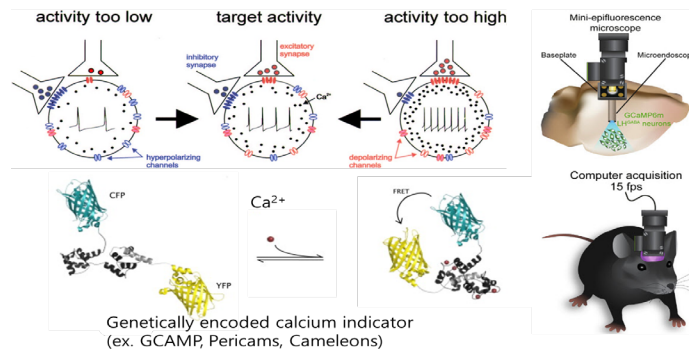 activity too low
target activity
activity too high
inhibitory
synapse
excitatory
synapse
Ca²⁺
hyperpolarizing
channels
depolarizing
channels
Mini-epifluorescence
microscope
Baseplate
Microendoscope
GCaMP6m
LHᴳᴬᴮᴬ
neurons
Computer acquisition
15 fps
CFP
YFP
Ca²⁺
FRET
Genetically encoded calcium indicator
(ex. GCAMP, Pericams, Cameleons)